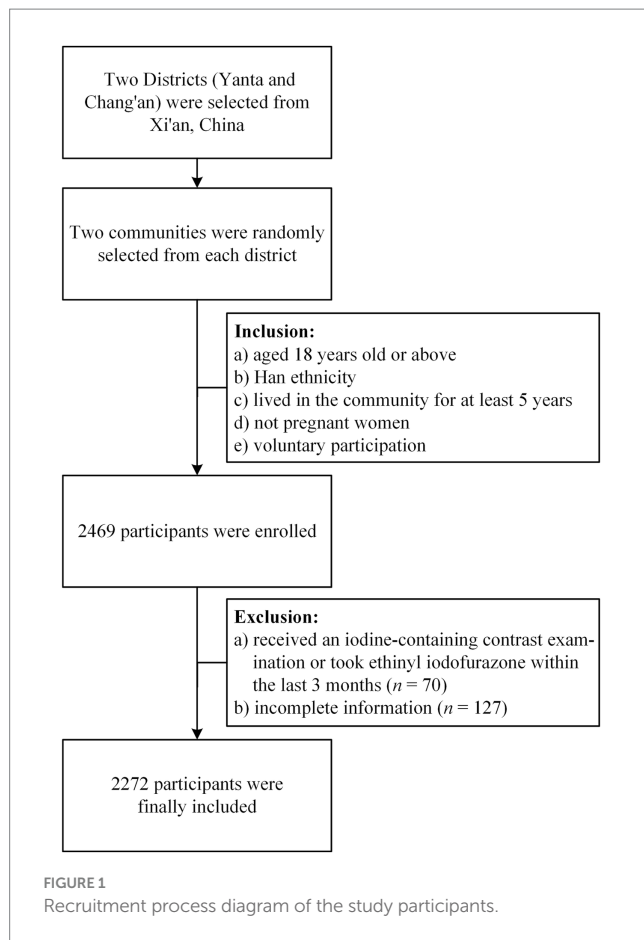 Two Districts (Yanta and
Chang'an) were selected from
Xi'an, China
Two communities were randomly
selected from each district
Inclusion:
a) aged 18 years old or above
b) Han ethnicity
c) lived in the community for at least 5 years
d) not pregnant women
e) voluntary participation
2469 participants were enrolled
Exclusion:
a) received an iodine-containing contrast exam-
ination or took ethinyl iodofurazone within
the last 3 months (n = 70)
b) incomplete information (n = 127)
2272 participants were
finally included
FIGURE 1
Recruitment process diagram of the study participants.